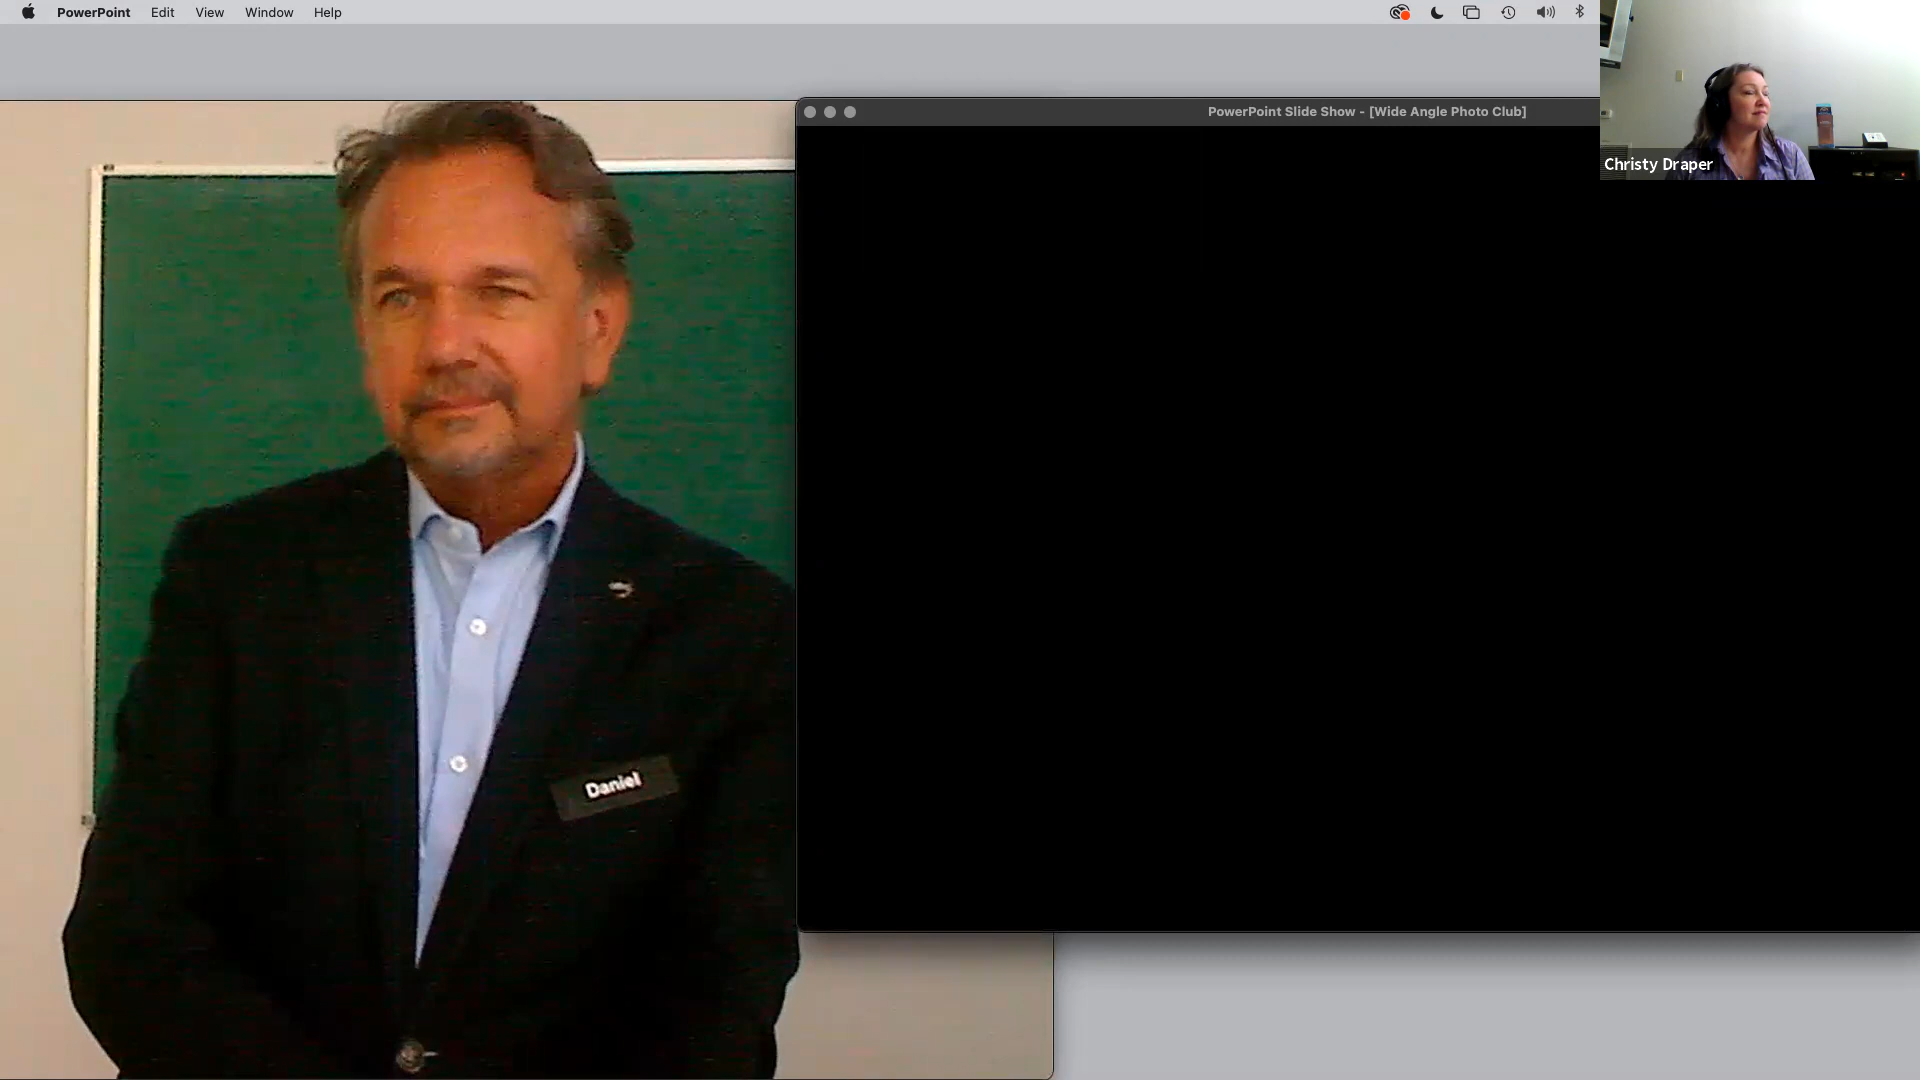 PowerPoint Edit View Window Help
PowerPoint Slide Show - [Wide Angle Photo Club]
Christy Draper
Daniel